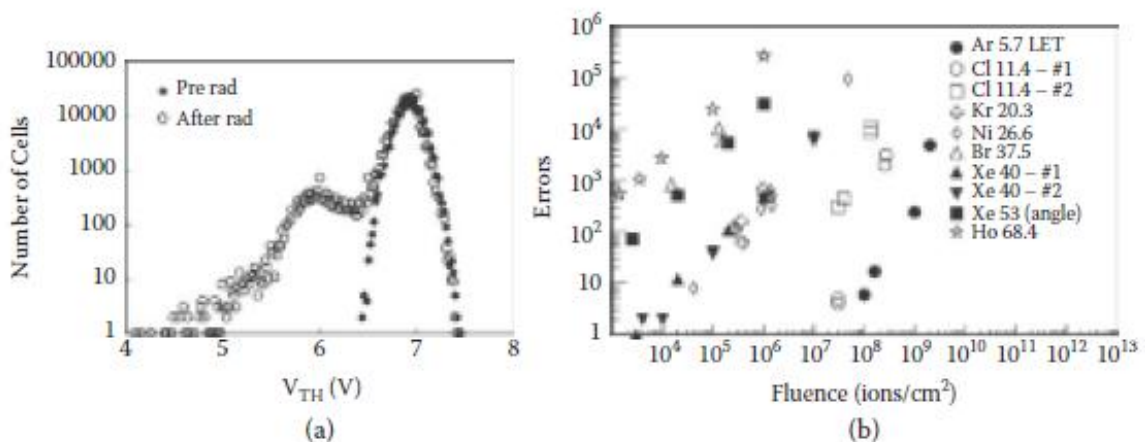 100000
10000
1000
100
10
1
Number of Cells
Pre rad
After rad
4 5 6 7 8
V_TH (V)
(a)
10^6
10^5
10^4
10^3
10^2
10
1
Errors
Ar 5.7 LET
Cl 11.4 – #1
Cl 11.4 – #2
Kr 20.3
Ni 26.6
Br 37.5
Xe 40 – #1
Xe 40 – #2
Xe 53 (angle)
Ho 68.4
10^4 10^5 10^6 10^7 10^8 10^9 10^10 10^11 10^12 10^13
Fluence (ions/cm^2)
(b)